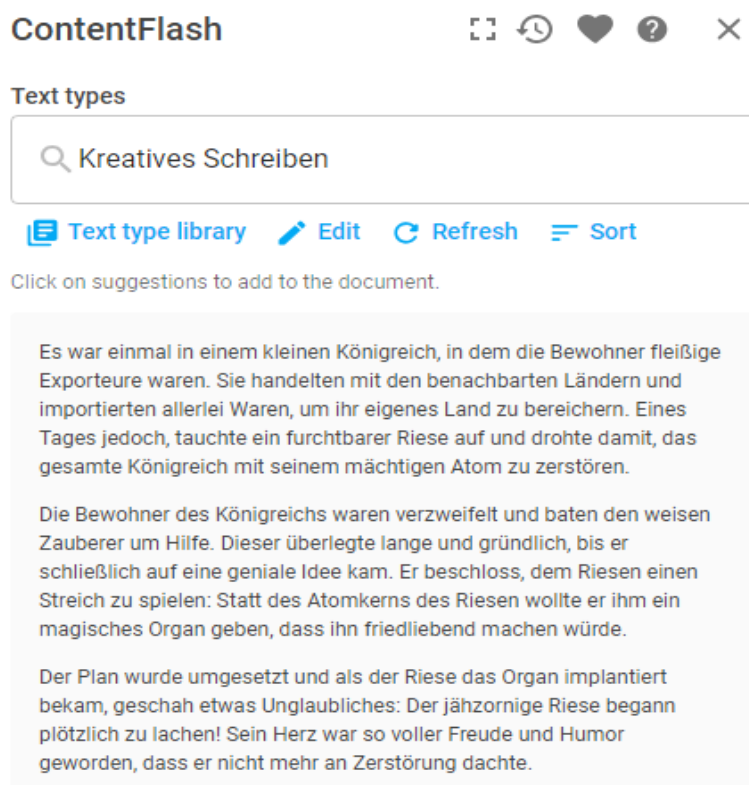 ContentFlash
Text types
Kreatives Schreiben
Text type library Edit Refresh Sort
Click on suggestions to add to the document.
Es war einmal in einem kleinen Königreich, in dem die Bewohner fleißige
Exporteure waren. Sie handelten mit den benachbarten Ländern und
importierten allerlei Waren, um ihr eigenes Land zu bereichern. Eines
Tages jedoch, tauchte ein furchtbarer Riese auf und drohte damit, das
gesamte Königreich mit seinem mächtigen Atom zu zerstören.
Die Bewohner des Königreichs waren verzweifelt und baten den weisen
Zauberer um Hilfe. Dieser überlegte lange und gründlich, bis er
schließlich auf eine geniale Idee kam. Er beschloss, dem Riesen einen
Streich zu spielen: Statt des Atomkerns des Riesen wollte er ihm ein
magisches Organ geben, dass ihn friedliebend machen würde.
Der Plan wurde umgesetzt und als der Riese das Organ implantiert
bekam, geschah etwas Unglaubliches: Der jähzornige Riese begann
plötzlich zu lachen! Sein Herz war so voller Freude und Humor
geworden, dass er nicht mehr an Zerstörung dachte.